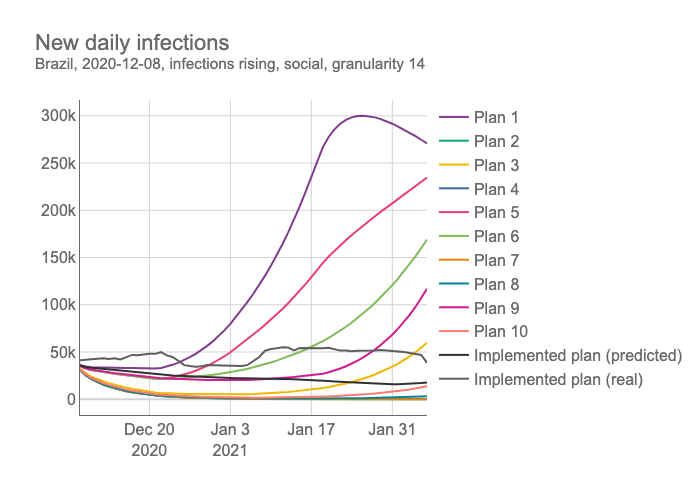 New daily infections
Brazil, 2020-12-08, infections rising, social, granularity 14
300k
250k
200k
150k
100k
50k
0
Dec 20
2020
Jan 3
2021
Jan 17
Jan 31
Plan 1
Plan 2
Plan 3
Plan 4
Plan 5
Plan 6
Plan 7
Plan 8
Plan 9
Plan 10
Implemented plan (predicted)
Implemented plan (real)